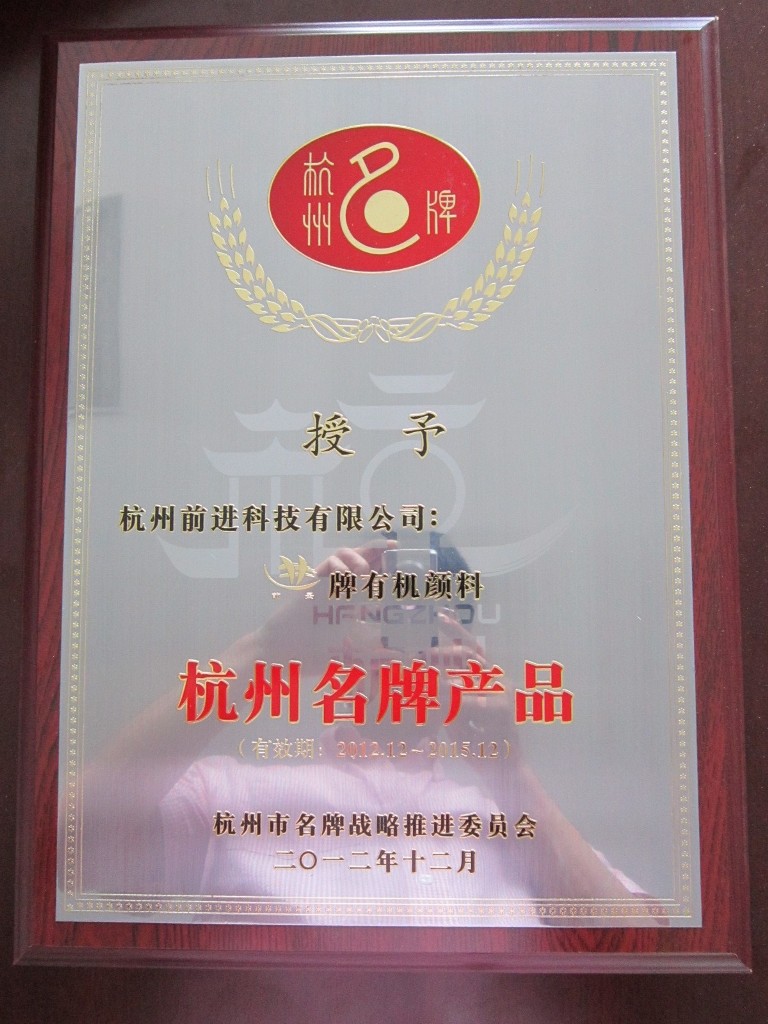 杭州 名 牌
授 予
杭州前进科技有限公司:
牌有机颜料
HANGZHOU
杭州名牌产品
(有效期: 2012.12~2015.12)
杭州市名牌战略推进委员会
二〇一二年十二月